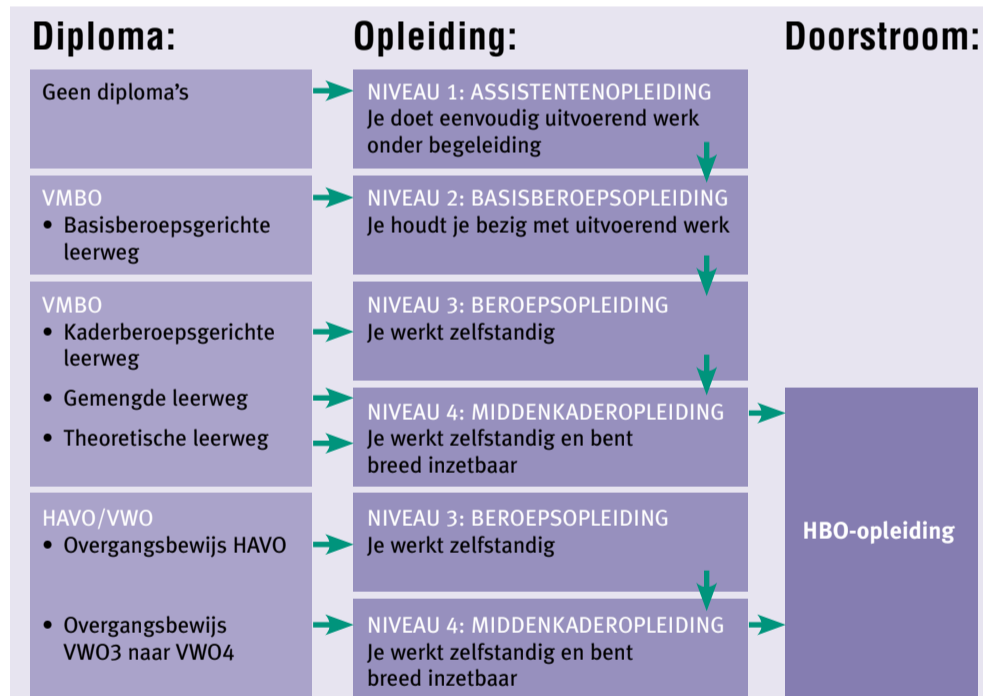 Diploma:
Opleiding:
Doorstroom:
Geen diploma's
NIVEAU 1: ASSISTENTENOPLEIDING
Je doet eenvoudig uitvoerend werk
onder begeleiding
VMBO
• Basisberoepsgerichte
leerweg
NIVEAU 2: BASISBEROEPSOPLEIDING
Je houdt je bezig met uitvoerend werk
VMBO
• Kaderberoepsgerichte
leerweg
• Gemengde leerweg
• Theoretische leerweg
NIVEAU 3: BEROEPSOPLEIDING
Je werkt zelfstandig
NIVEAU 4: MIDDENKADEROPLEIDING
Je werkt zelfstandig en bent
breed inzetbaar
HAVO/VWO
• Overgangsbewijs HAVO
• Overgangsbewijs
VWO3 naar VWO4
NIVEAU 3: BEROEPSOPLEIDING
Je werkt zelfstandig
NIVEAU 4: MIDDENKADEROPLEIDING
Je werkt zelfstandig en bent
breed inzetbaar
HBO-opleiding